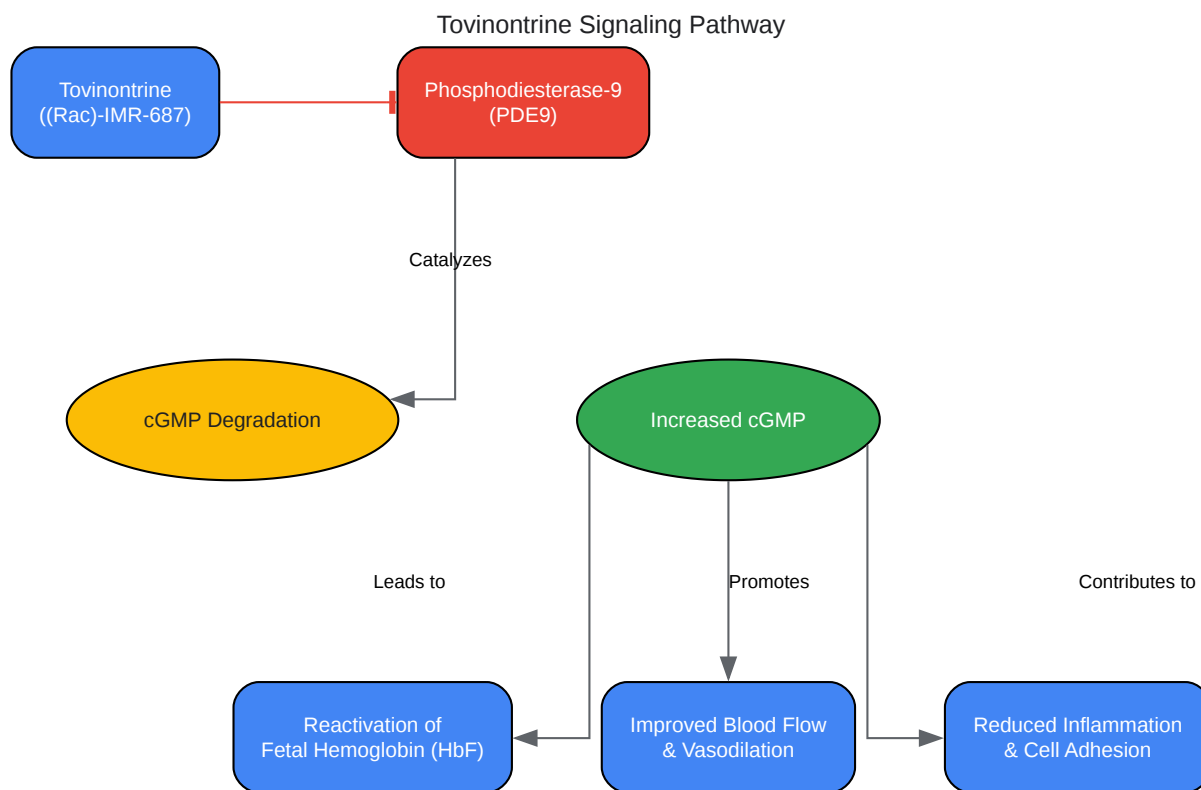 Tovinontrine Signaling Pathway
Tovinontrine
((Rac)-IMR-687)
Phosphodiesterase-9
(PDE9)
Catalyzes
cGMP Degradation
Increased cGMP
Leads to
Promotes
Contributes to
Reactivation of
Fetal Hemoglobin (HbF)
Improved Blood Flow
& Vasodilation
Reduced Inflammation
& Cell Adhesion